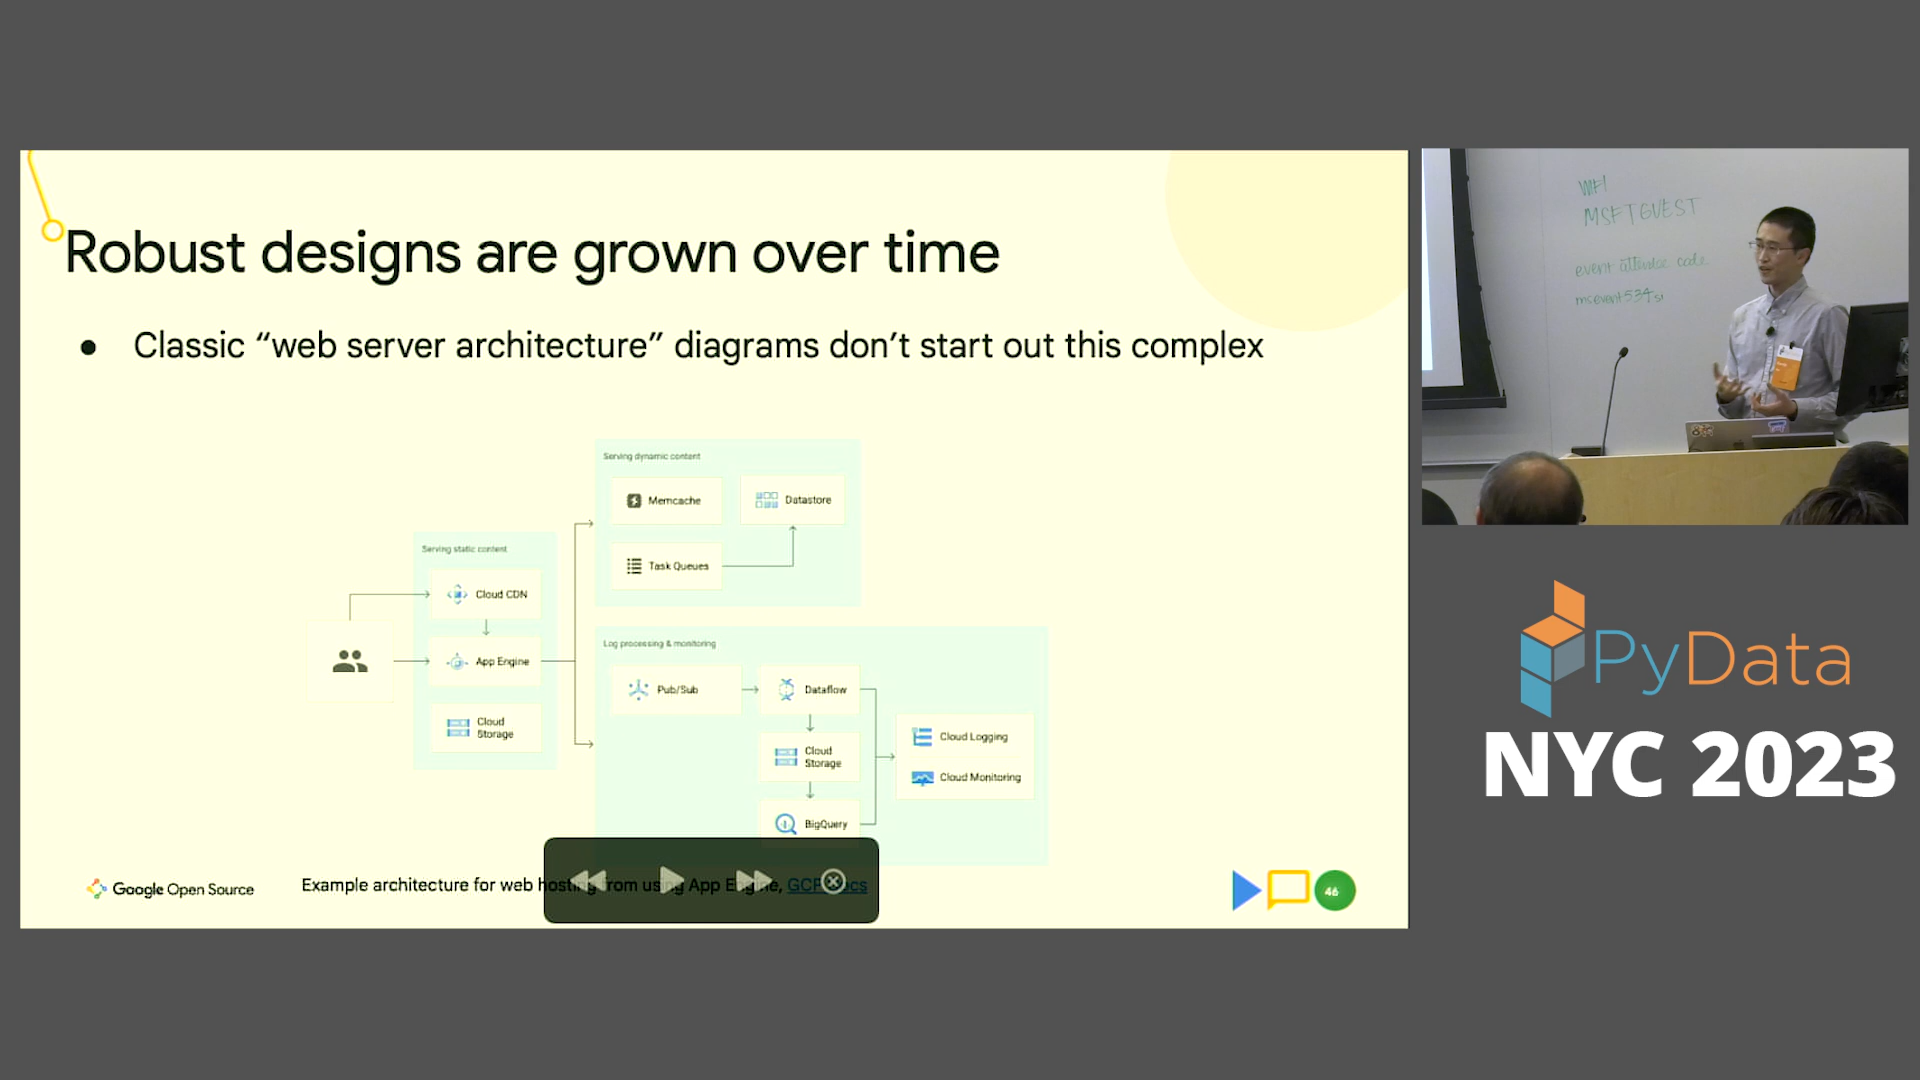 Robust designs are grown over time
● Classic “web server architecture” diagrams don’t start out this complex
Serving dynamic content
Memcache
Datastore
Task Queues
Serving static content
Cloud CDN
App Engine
Cloud
Storage
Log processing & monitoring
Pub/Sub
Dataflow
Cloud
Storage
BigQuery
Cloud Logging
Cloud Monitoring
Google Open Source
Example architecture for web hosting from using App Engine, GCP Docs
46
WIFI
MSFTGUEST
event attendee code
PyData
NYC 2023